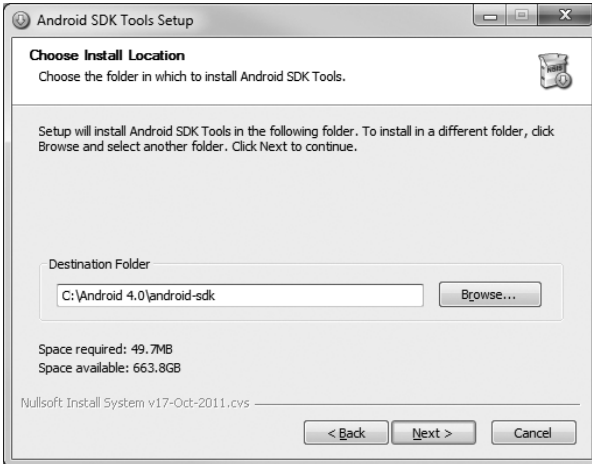 Android SDK Tools Setup
Choose Install Location
Choose the folder in which to install Android SDK Tools.
Setup will install Android SDK Tools in the following folder. To install in a different folder, click
Browse and select another folder. Click Next to continue.
Destination Folder
C:\Android 4.0\android-sdk
Browse...
Space required: 49.7MB
Space available: 663.8GB
Nullsoft Install System v17-Oct-2011.cvs
< Back
Next >
Cancel